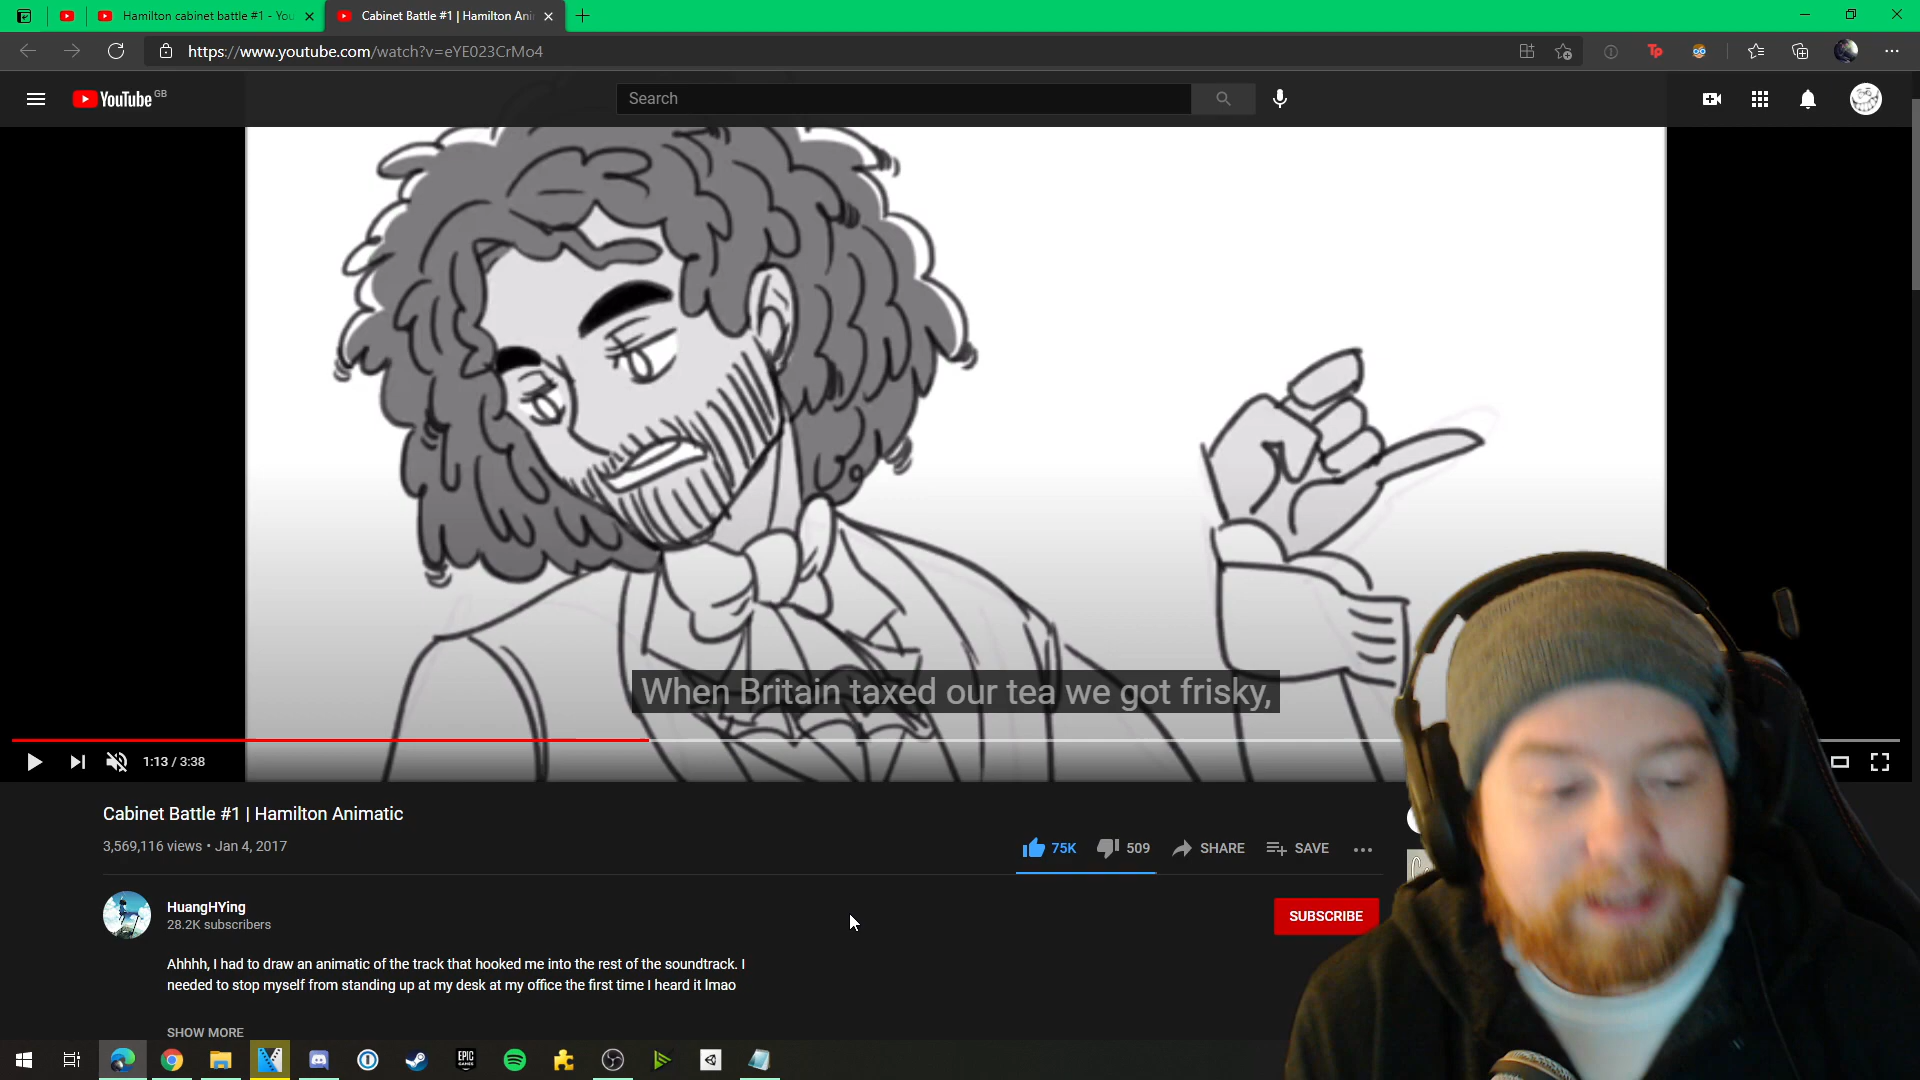 Hamilton cabinet battle #1 - You
Cabinet Battle #1 | Hamilton Ani
https://www.youtube.com/watch?v=eYE023CrMo4
YouTube GB
Search
When Britain taxed our tea we got frisky,
1:13 / 3:38
Cabinet Battle #1 | Hamilton Animatic
3,569,116 views • Jan 4, 2017
75K
509
SHARE
SAVE
HuangHYing
28.2K subscribers
SUBSCRIBE
Ahhhh, I had to draw an animatic of the track that hooked me into the rest of the soundtrack. I
needed to stop myself from standing up at my desk at my office the first time I heard it lmao
SHOW MORE
Tp
EPIC
GAMES